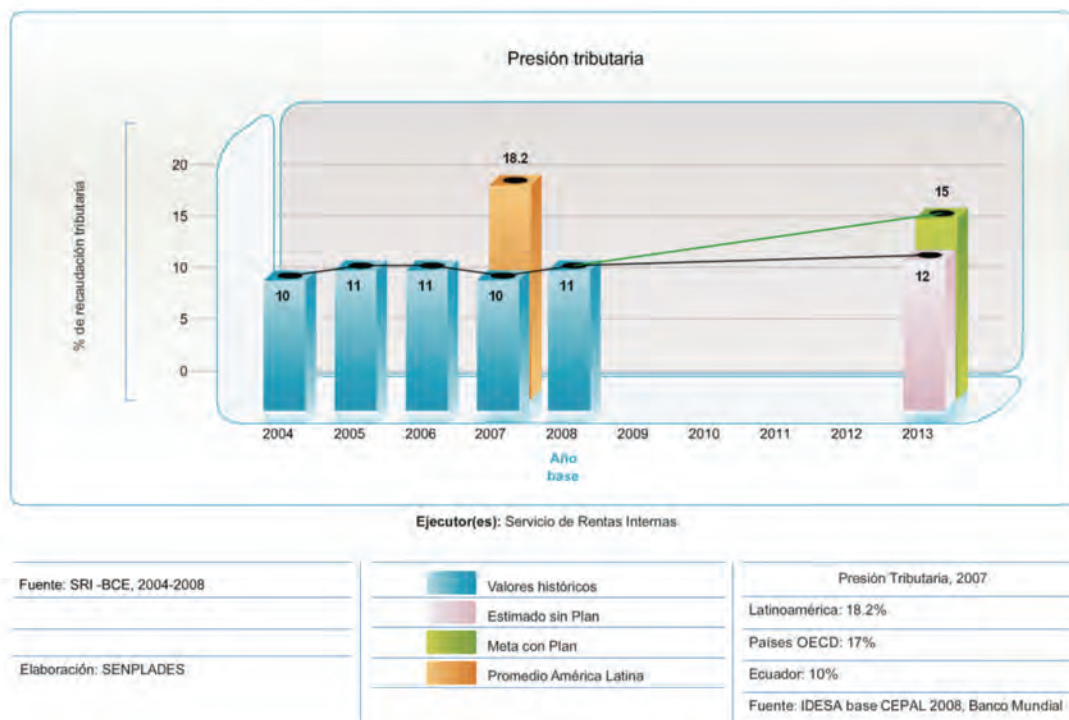 Presión tributaria
% de recaudación tributaria
20
15
10
5
0
10
11
11
10
18.2
11
12
15
2004
2005
2006
2007
2008
2009
2010
2011
2012
2013
Año
base
Ejecutor(es): Servicio de Rentas Internas
Fuente: SRI -BCE, 2004-2008
Elaboración: SENPLADES
Valores históricos
Estimado sin Plan
Meta con Plan
Promedio América Latina
Presión Tributaria, 2007
Latinoamérica: 18.2%
Países OECD: 17%
Ecuador: 10%
Fuente: IDESA base CEPAL 2008, Banco Mundial